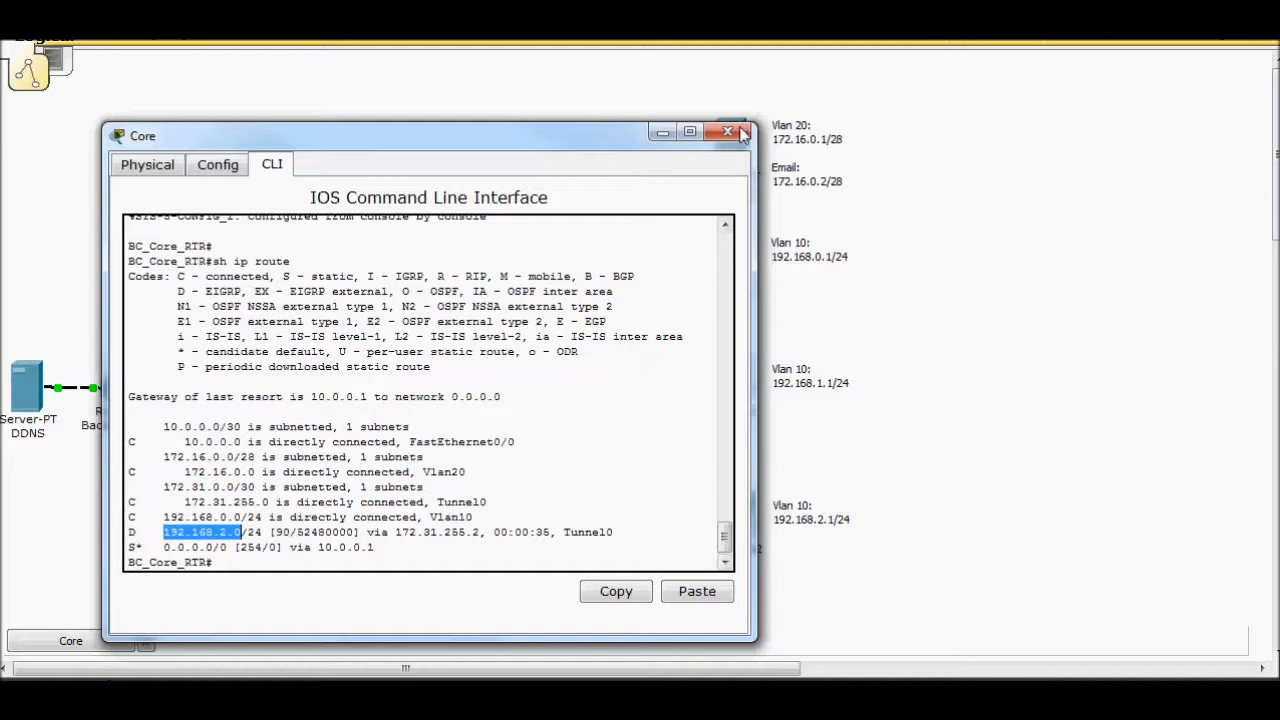 Core
Physical
Config
CLI
IOS Command Line Interface
%SYS-5-CONFIG_I: Configured from console by console
BC_Core_RTR#
BC_Core_RTR#sh ip route
Codes: C - connected, S - static, I - IGRP, R - RIP, M - mobile, B - BGP
D - EIGRP, EX - EIGRP external, O - OSPF, IA - OSPF inter area
N1 - OSPF NSSA external type 1, N2 - OSPF NSSA external type 2
E1 - OSPF external type 1, E2 - OSPF external type 2, E - EGP
i - IS-IS, L1 - IS-IS level-1, L2 - IS-IS level-2, ia - IS-IS inter area
* - candidate default, U - per-user static route, o - ODR
P - periodic downloaded static route
Gateway of last resort is 10.0.0.1 to network 0.0.0.0
10.0.0.0/30 is subnetted, 1 subnets
C 10.0.0.0 is directly connected, FastEthernet0/0
172.16.0.0/28 is subnetted, 1 subnets
C 172.16.0.0 is directly connected, Vlan20
172.31.0.0/30 is subnetted, 1 subnets
C 172.31.255.0 is directly connected, Tunnel0
C 192.168.0.0/24 is directly connected, Vlan10
D 192.168.2.0/24 [90/52480000] via 172.31.255.2, 00:00:35, Tunnel0
S* 0.0.0.0/0 [254/0] via 10.0.0.1
BC_Core_RTR#
Copy
Paste
Server-PT
DDNS
Vlan 20:
172.16.0.1/28
Email:
172.16.0.2/28
Vlan 10:
192.168.0.1/24
Vlan 10:
192.168.1.1/24
Vlan 10:
192.168.2.1/24
Core